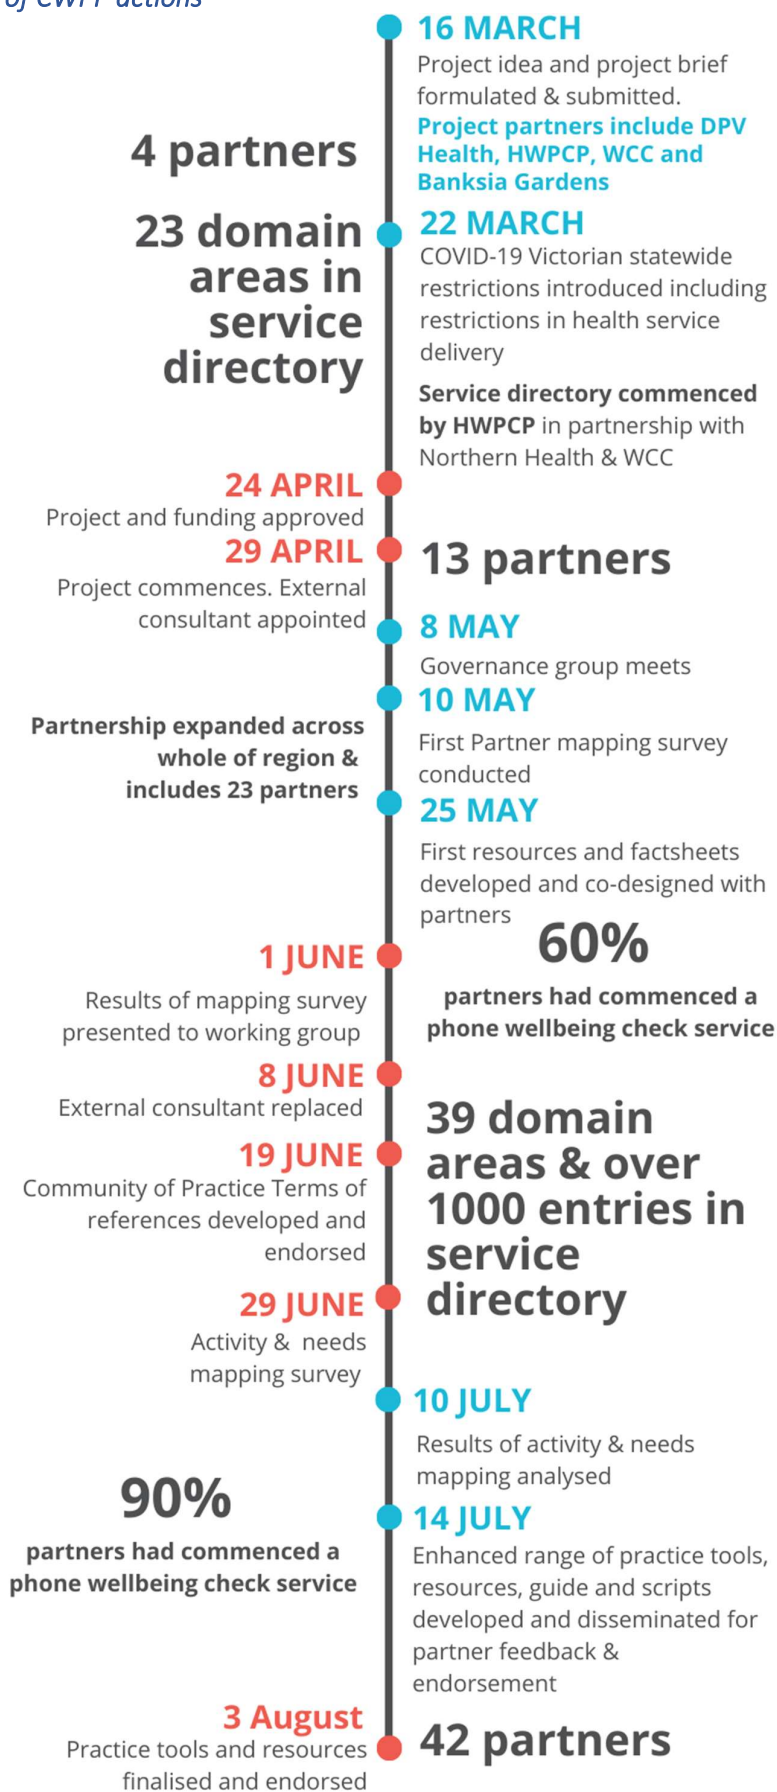 of CWFF actions
16 MARCH
Project idea and project brief
formulated & submitted.
Project partners include DPV
Health, HWPCP, WCC and
Banksia Gardens
4 partners
23 domain
areas in
service
directory
22 MARCH
COVID-19 Victorian statewide
restrictions introduced including
restrictions in health service
delivery
Service directory commenced
by HWPCP in partnership with
Northern Health & WCC
24 APRIL
Project and funding approved
29 APRIL
Project commences. External
consultant appointed
13 partners
8 MAY
Governance group meets
10 MAY
First Partner mapping survey
conducted
Partnership expanded across
whole of region &
includes 23 partners
25 MAY
First resources and factsheets
developed and co-designed with
partners
60%
partners had commenced a
phone wellbeing check service
1 JUNE
Results of mapping survey
presented to working group
8 JUNE
External consultant replaced
19 JUNE
Community of Practice Terms of
references developed and
endorsed
39 domain
areas & over
1000 entries in
service
directory
29 JUNE
Activity & needs
mapping survey
10 JULY
Results of activity & needs
mapping analysed
90%
partners had commenced a
phone wellbeing check service
14 JULY
Enhanced range of practice tools,
resources, guide and scripts
developed and disseminated for
partner feedback &
endorsement
3 August
Practice tools and resources
finalised and endorsed
42 partners